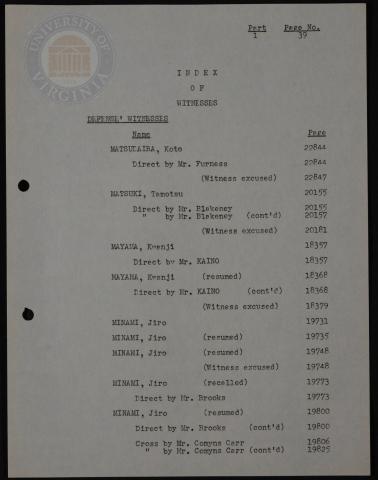 UNIVERSITY OF VIRGINIA
Part Page No.
1 39
INDEX
OF
WITNESSES
DEFENSE' WITNESSES
Name Page
MATSUDAIRA, Koto 22844
Direct by Mr. Furness 22844
(Witness excused) 22847
MATSUKI, Tamotsu 20155
Direct by Mr. Blakeney 20155
" by Mr. Blakeney (cont'd) 20157
(Witness excused) 20181
MAYAMA, Kwanji 18357
Direct by Mr. KAINO 18357
MAYAMA, Kwanji (resumed) 18368
Direct by Mr. KAINO (cont'd) 18368
(Witness excused) 18379
MINAMI, Jiro 19731
MINAMI, Jiro (resumed) 19735
MINAMI, Jiro (resumed) 19748
(Witness excused) 19748
MINAMI, Jiro (recalled) 19773
Direct by Mr. Brooks 19773
MINAMI, Jiro (resumed) 19800
Direct by Mr. Brooks (cont'd) 19800
Cross by Mr. Comyns Carr 19806
" by Mr. Comyns Carr (cont'd) 19825